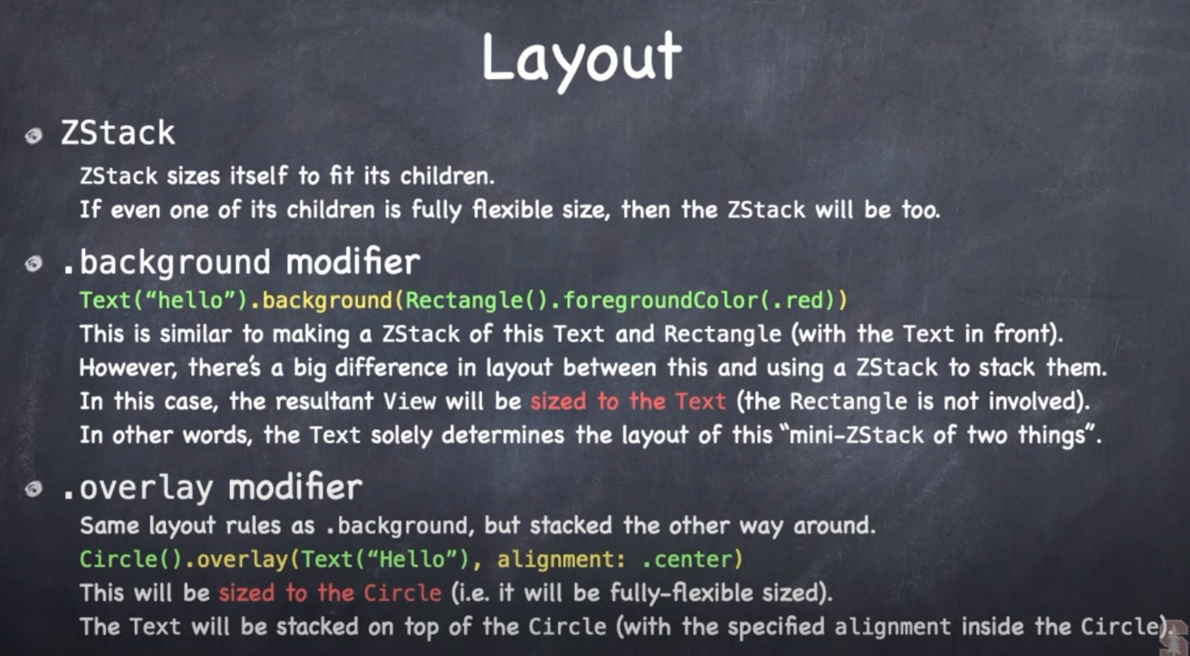 Layout
ZStack
ZStack sizes itself to fit its children.
If even one of its children is fully flexible size, then the ZStack will be too.
.background modifier
Text(“hello”).background(Rectangle().foregroundColor(.red))
This is similar to making a ZStack of this Text and Rectangle (with the Text in front).
However, there’s a big difference in layout between this and using a ZStack to stack them.
In this case, the resultant View will be sized to the Text (the Rectangle is not involved).
In other words, the Text solely determines the layout of this “mini-ZStack of two things”.
.overlay modifier
Same layout rules as .background, but stacked the other way around.
Circle().overlay(Text(“Hello”), alignment: .center)
This will be sized to the Circle (i.e. it will be fully-flexible sized).
The Text will be stacked on top of the Circle (with the specified alignment inside the Circle).